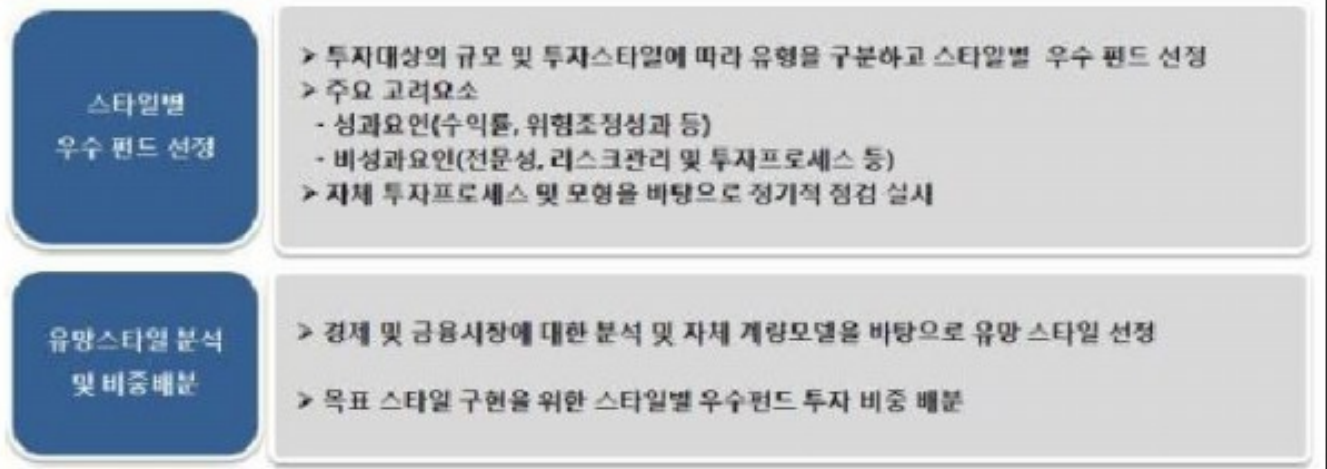 스타일별
우수 펀드 선정
➢ 투자대상의 규모 및 투자스타일에 따라 유형을 구분하고 스타일별 우수 펀드 선정
➢ 주요 고려요소
- 성과요인(수익률, 위험조정성과 등)
- 비성과요인(전문성, 리스크관리 및 투자프로세스 등)
➢ 자체 투자프로세스 및 모형을 바탕으로 정기적 점검 실시
유망스타일 분석
및 비중배분
➢ 경제 및 금융시장에 대한 분석 및 자체 계량모델을 바탕으로 유망 스타일 선정
➢ 목표 스타일 구현을 위한 스타일별 우수펀드 투자 비중 배분